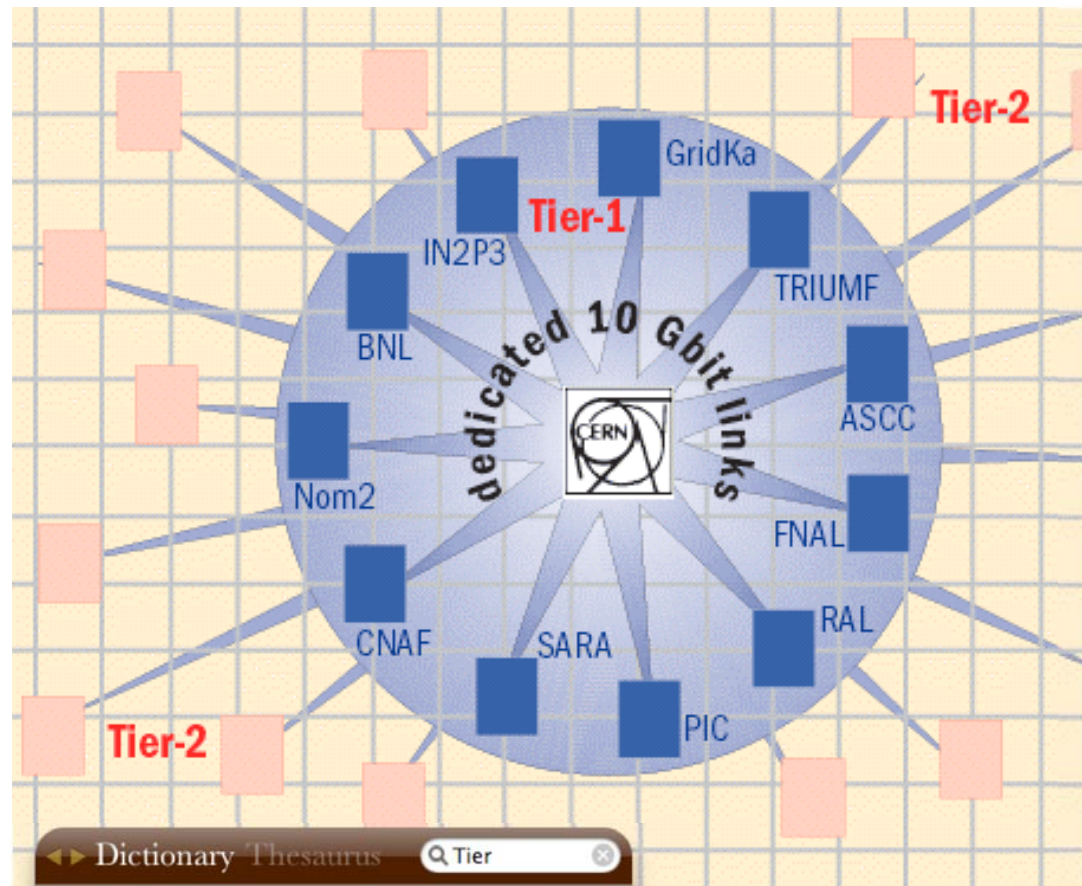 Tier-2
GridKa
Tier-1
IN2P3
TRIUMF
dedicated 10 Gbit links
BNL
ASCC
CERN
Nom2
FNAL
RAL
CNAF
SARA
PIC
Tier-2
Dictionary Thesaurus Tier